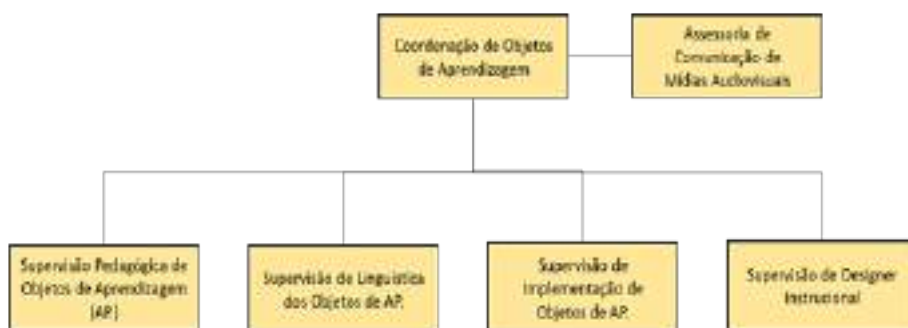 Coordenação de Objetos
de Aprendizagem
Assessoria de
Comunicação de
Mídias Audiovisuais
Supervisão Pedagógica de
Objetos de Aprendizagem
(AP)
Supervisão de Linguística
dos Objetos de AP.
Supervisão de
Implementação de
Objetos de AP
Supervisão de Designer
Instrucional